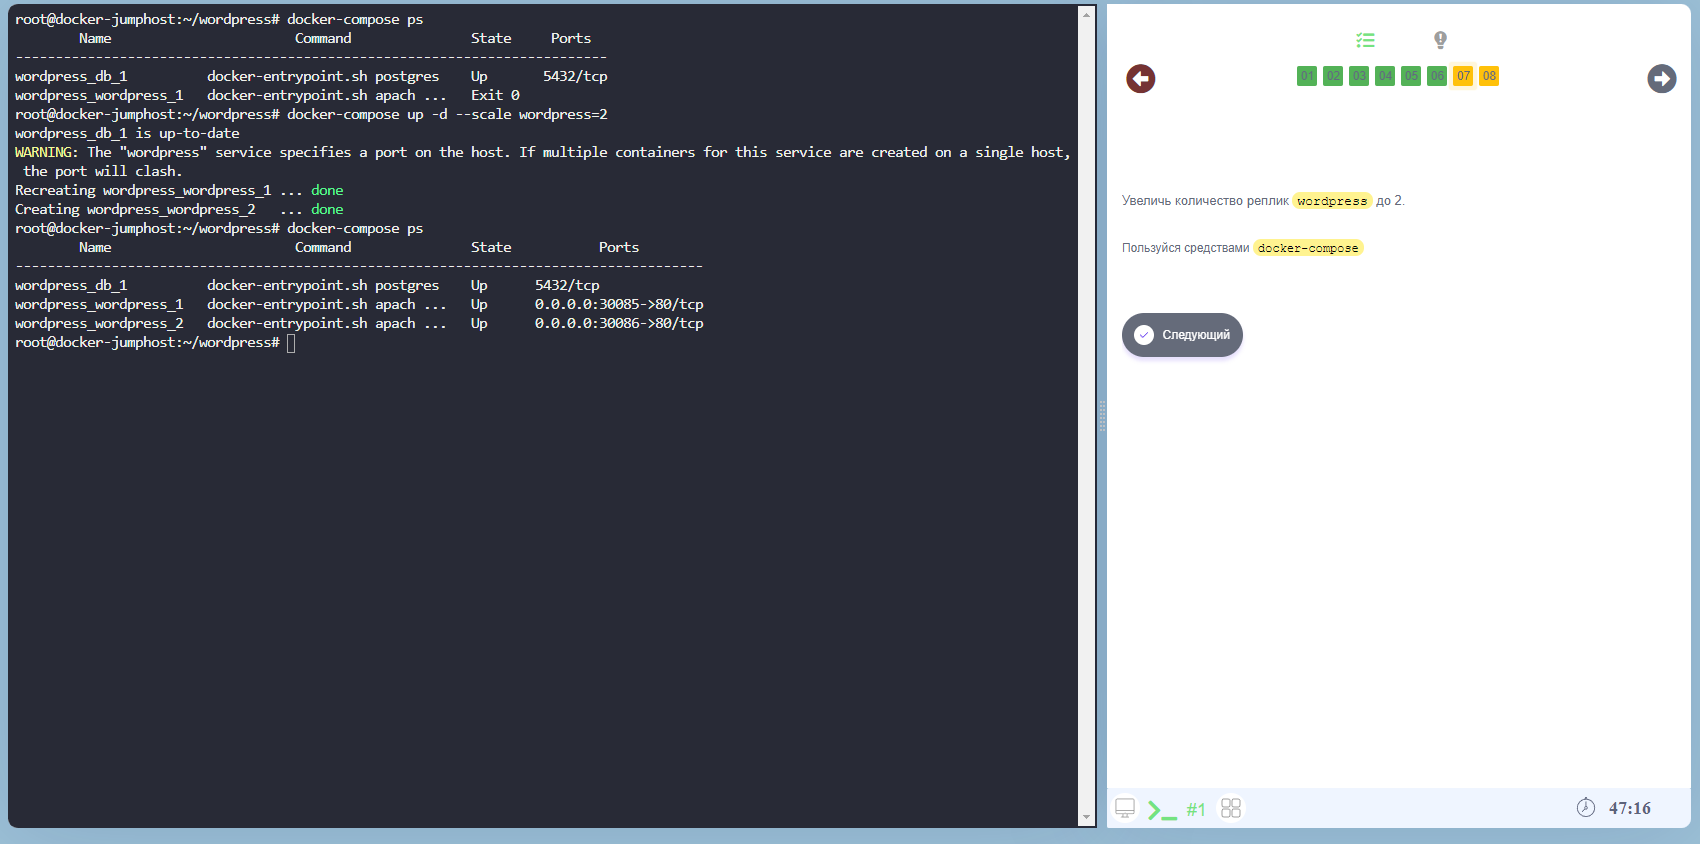 root@docker-jumphost:~/wordpress# docker-compose ps
        Name                       Command               State     Ports
--------------------------------------------------------------------------
wordpress_db_1          docker-entrypoint.sh postgres    Up       5432/tcp
wordpress_wordpress_1   docker-entrypoint.sh apach ...   Exit 0
root@docker-jumphost:~/wordpress# docker-compose up -d --scale wordpress=2
wordpress_db_1 is up-to-date
WARNING: The "wordpress" service specifies a port on the host. If multiple containers for this service are created on a single host,
 the port will clash.
Recreating wordpress_wordpress_1 ... done
Creating wordpress_wordpress_2   ... done
root@docker-jumphost:~/wordpress# docker-compose ps
        Name                       Command               State           Ports
--------------------------------------------------------------------------------------
wordpress_db_1          docker-entrypoint.sh postgres    Up      5432/tcp
wordpress_wordpress_1   docker-entrypoint.sh apach ...   Up      0.0.0.0:30085->80/tcp
wordpress_wordpress_2   docker-entrypoint.sh apach ...   Up      0.0.0.0:30086->80/tcp
root@docker-jumphost:~/wordpress#
01 02 03 04 05 06 07 08
Увеличь количество реплик wordpress до 2.
Пользуйся средствами docker-compose
Следующий
#1
47:16